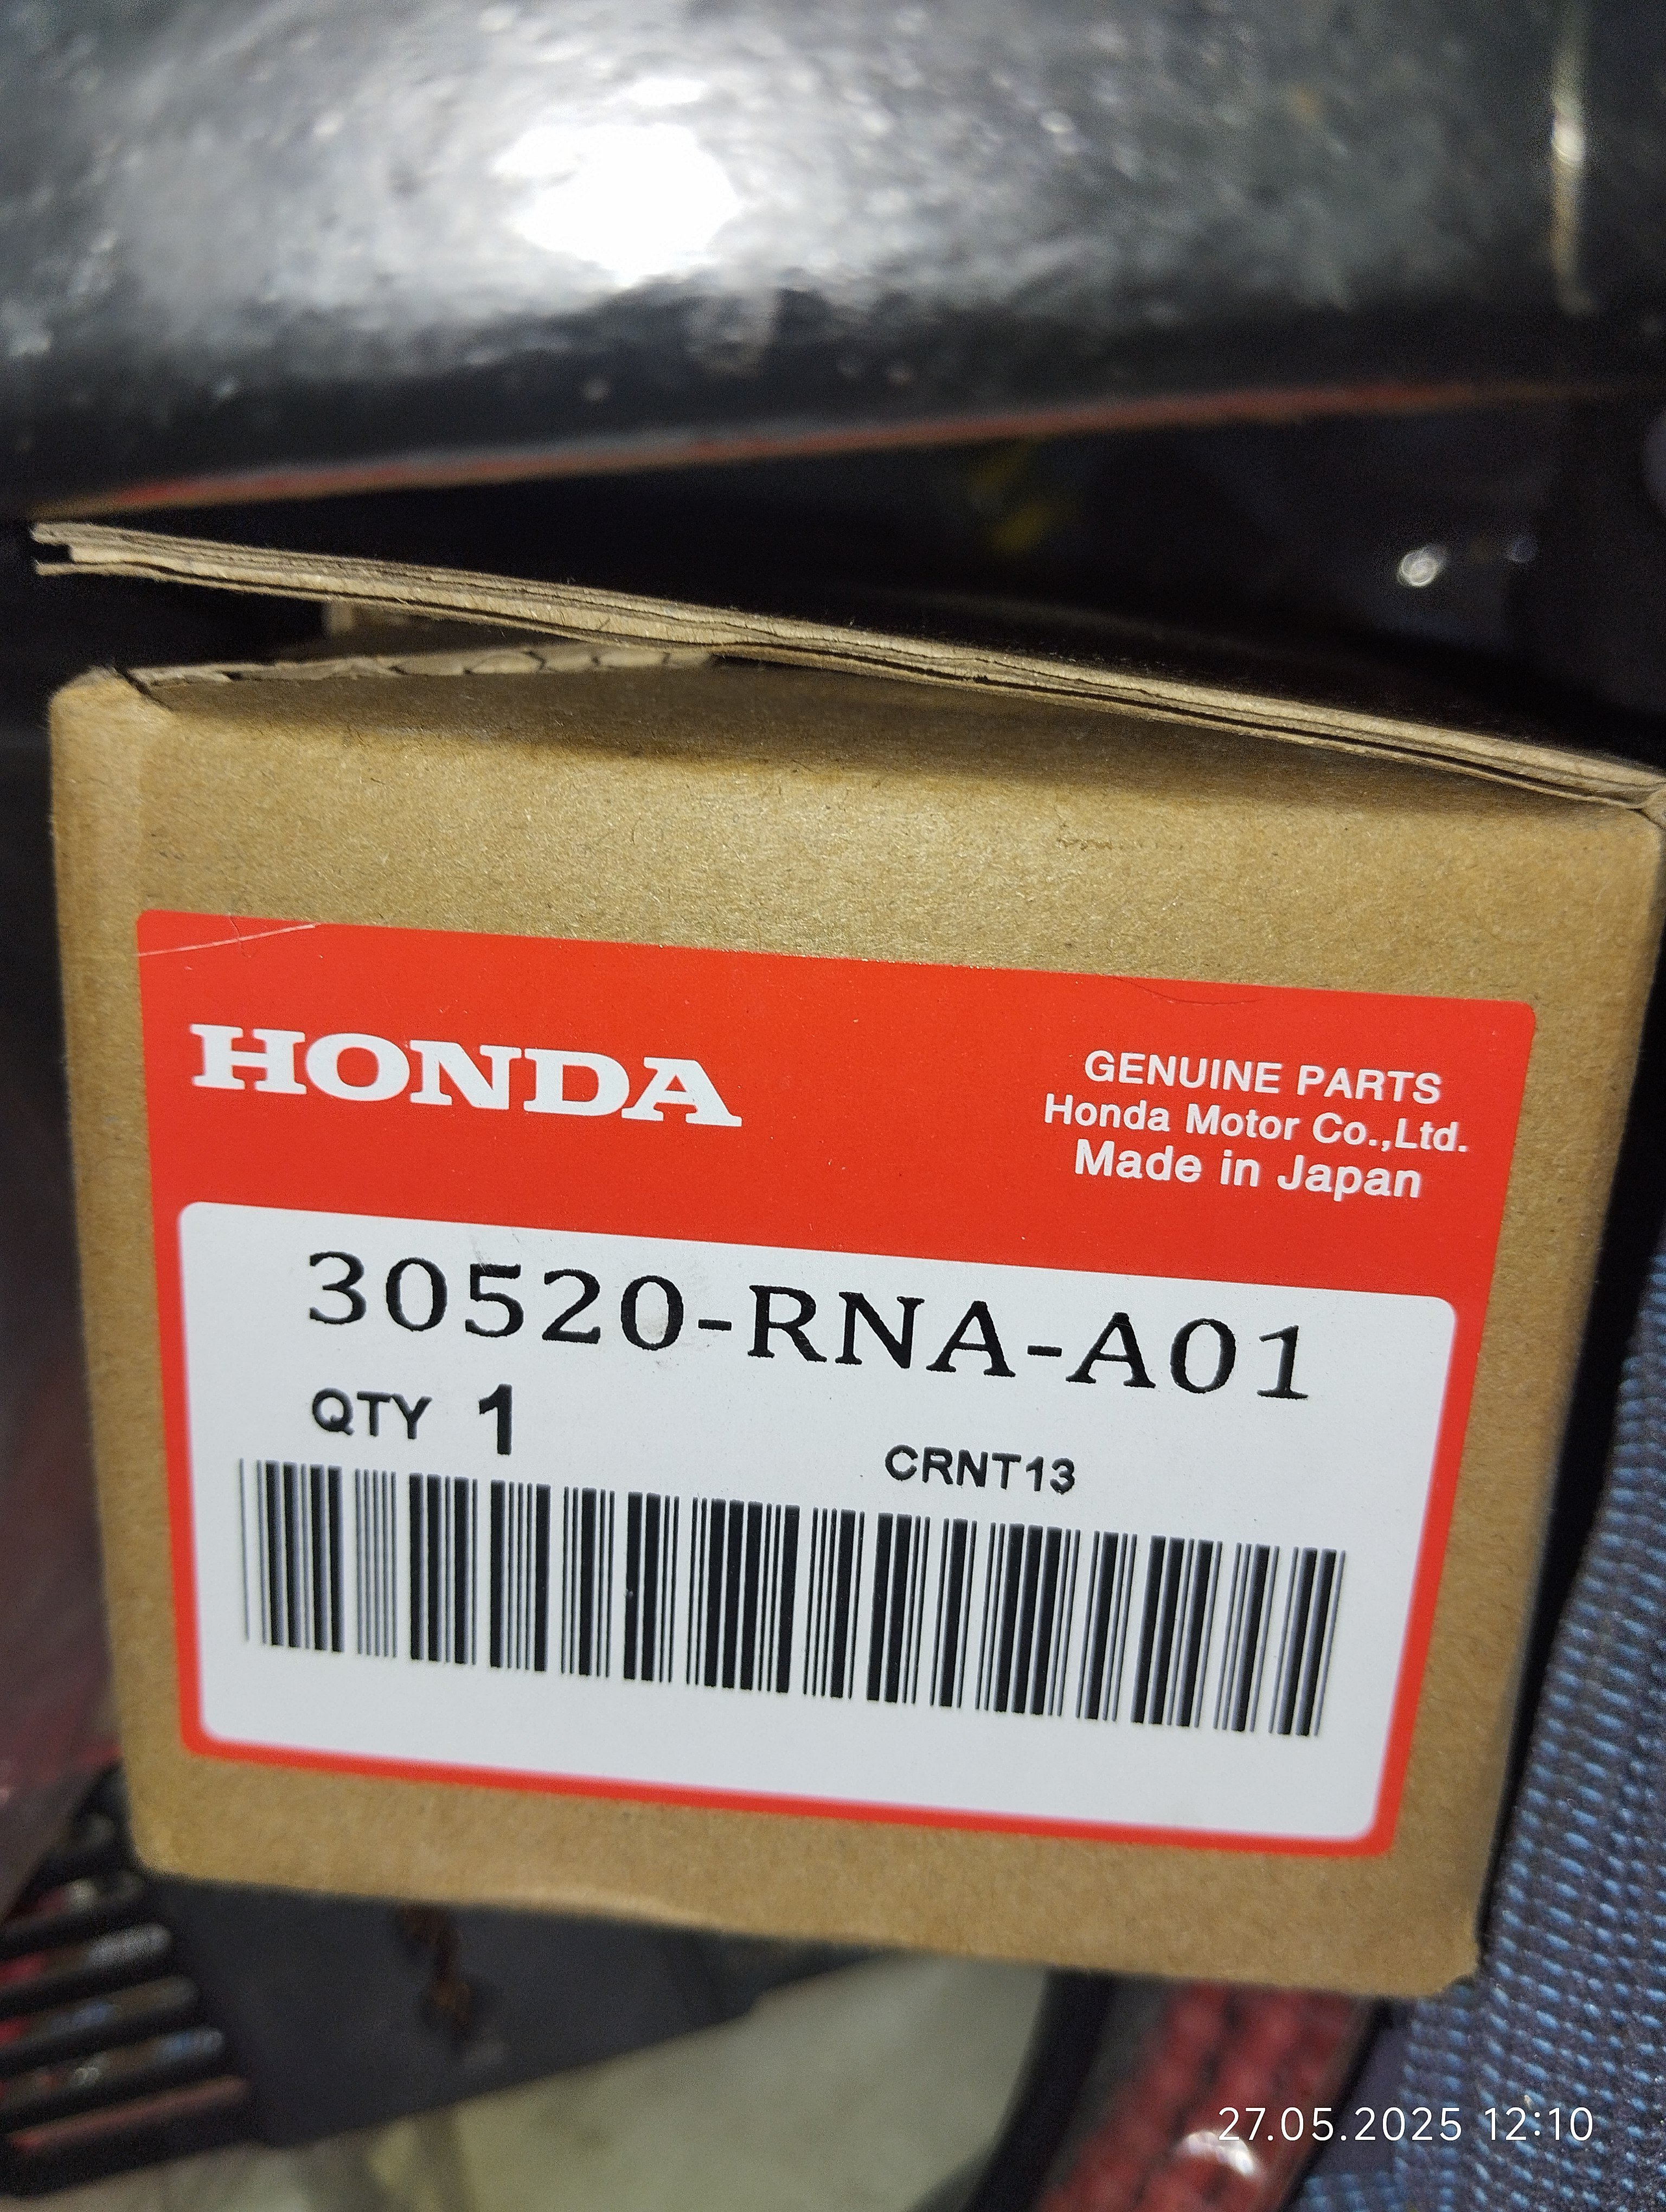 HONDA
GENUINE PARTS
Honda Motor Co.,Ltd.
Made in Japan
30520-RNA-A01
QTY 1
CRNT13
27.05.2025 12:10